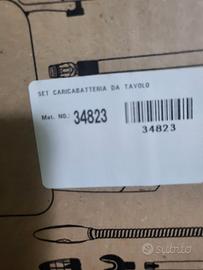 SET CARICABATTERIA DA TAVOLO
Mat. NO.: 34823
34823
subito